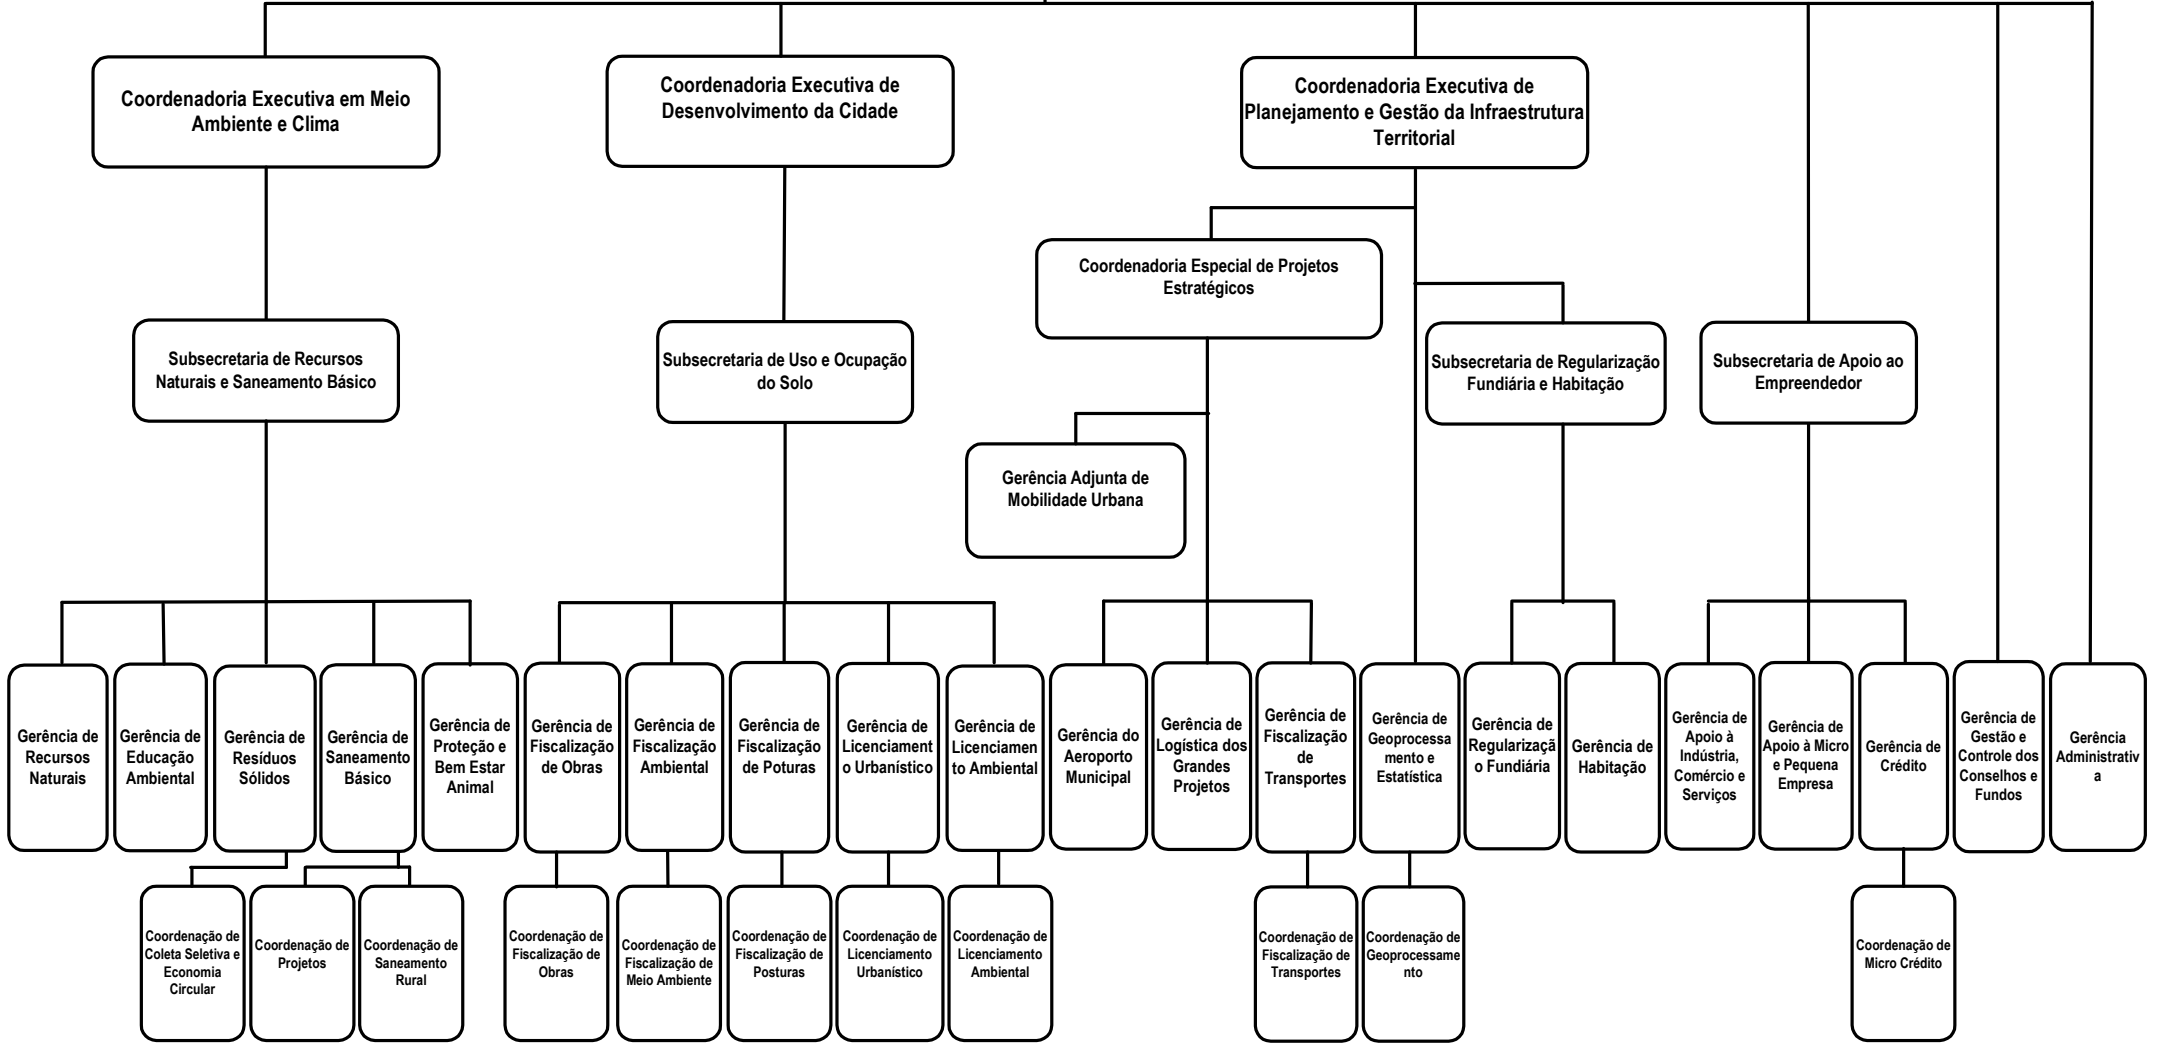 Coordenadoria Executiva em Meio
Ambiente e Clima
Coordenadoria Executiva de
Desenvolvimento da Cidade
Coordenadoria Executiva de
Planejamento e Gestão da Infraestrutura
Territorial
Coordenadoria Especial de Projetos
Estratégicos
Subsecretaria de Recursos
Naturais e Saneamento Básico
Subsecretaria de Uso e Ocupação
do Solo
Subsecretaria de Regularização
Fundiária e Habitação
Subsecretaria de Apoio ao
Empreendedor
Gerência Adjunta de
Mobilidade Urbana
Gerência de
Recursos
Naturais
Gerência de
Educação
Ambiental
Gerência de
Resíduos
Sólidos
Gerência de
Saneamento
Básico
Gerência de
Proteção e
Bem Estar
Animal
Gerência de
Fiscalização
de Obras
Gerência de
Fiscalização
Ambiental
Gerência de
Fiscalização
de Poturas
Gerência de
Licenciament
o Urbanístico
Gerência de
Licenciamen
to Ambiental
Gerência do
Aeroporto
Municipal
Gerência de
Logística dos
Grandes
Projetos
Gerência de
Fiscalização
de
Transportes
Gerência de
Geoprocessa
mento e
Estatística
Gerência de
Regularizaçã
o Fundiária
Gerência de
Habitação
Gerência de
Apoio à
Indústria,
Comércio e
Serviços
Gerência de
Apoio à Micro
e Pequena
Empresa
Gerência de
Crédito
Gerência de
Gestão e
Controle dos
Conselhos e
Fundos
Gerência
Administrativ
a
Coordenação de
Coleta Seletiva e
Economia
Circular
Coordenação de
Projetos
Coordenação de
Saneamento
Rural
Coordenação de
Fiscalização de
Obras
Coordenação de
Fiscalização de
Meio Ambiente
Coordenação de
Fiscalização de
Posturas
Coordenação de
Licenciamento
Urbanístico
Coordenação de
Licenciamento
Ambiental
Coordenação de
Fiscalização de
Transportes
Coordenação de
Geoprocessame
nto
Coordenação de
Micro Crédito